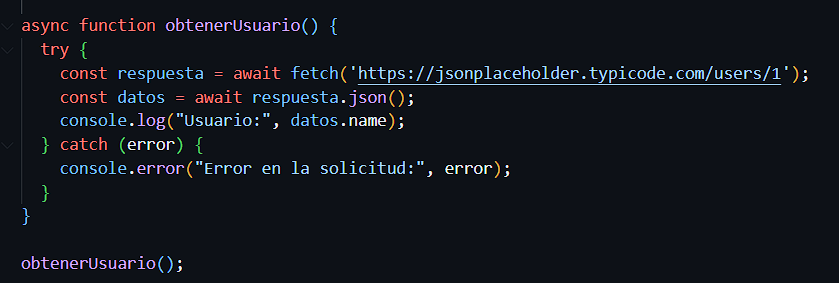 async function obtenerUsuario() {
  try {
    const respuesta = await fetch('https://jsonplaceholder.typicode.com/users/1');
    const datos = await respuesta.json();
    console.log("Usuario:", datos.name);
  } catch (error) {
    console.error("Error en la solicitud:", error);
  }
}

obtenerUsuario();